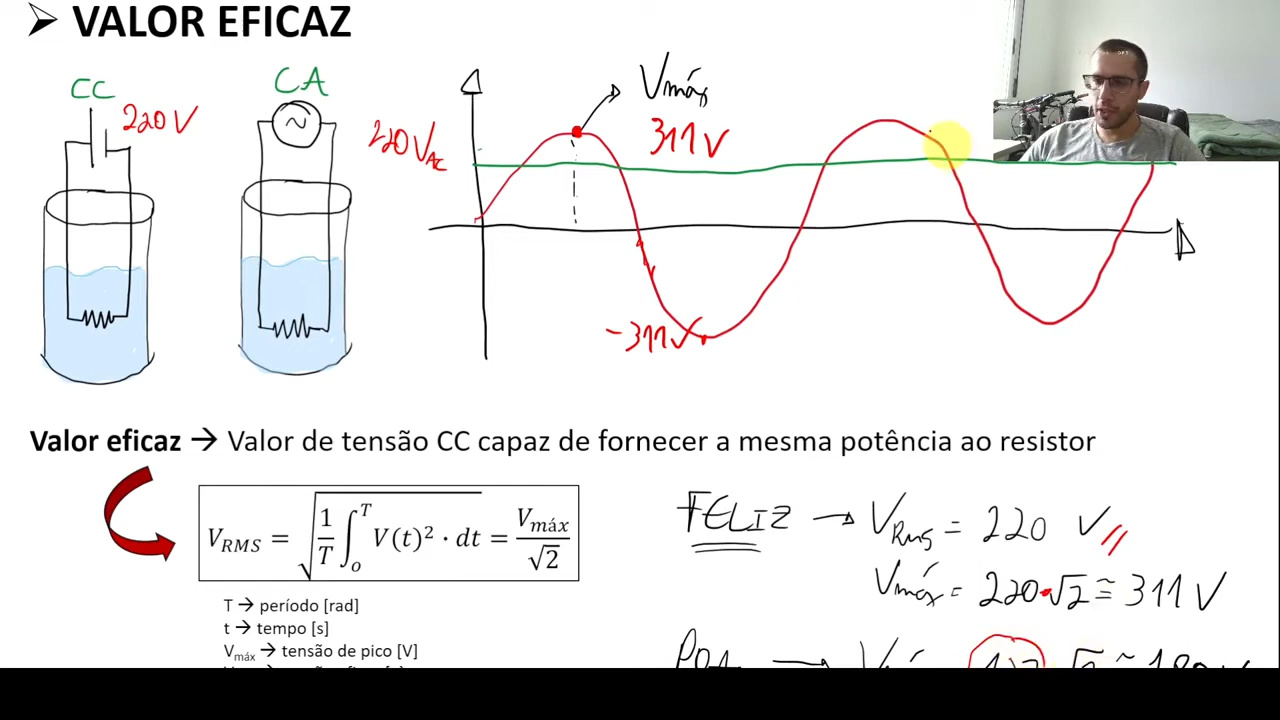 ➤ VALOR EFICAZ
CC
220 V
CA
~
220 VAC
Vmáx
311 V
-311V
Valor eficaz → Valor de tensão CC capaz de fornecer a mesma potência ao resistor
V_RMS = √(1/T ∫₀ᵀ V(t)² · dt) = Vmáx/√2
T → período [rad]
t → tempo [s]
Vmáx → tensão de pico [V]
FELIZ → VRms = 220 V //
Vmáx = 220·√2 ≅ 311 V